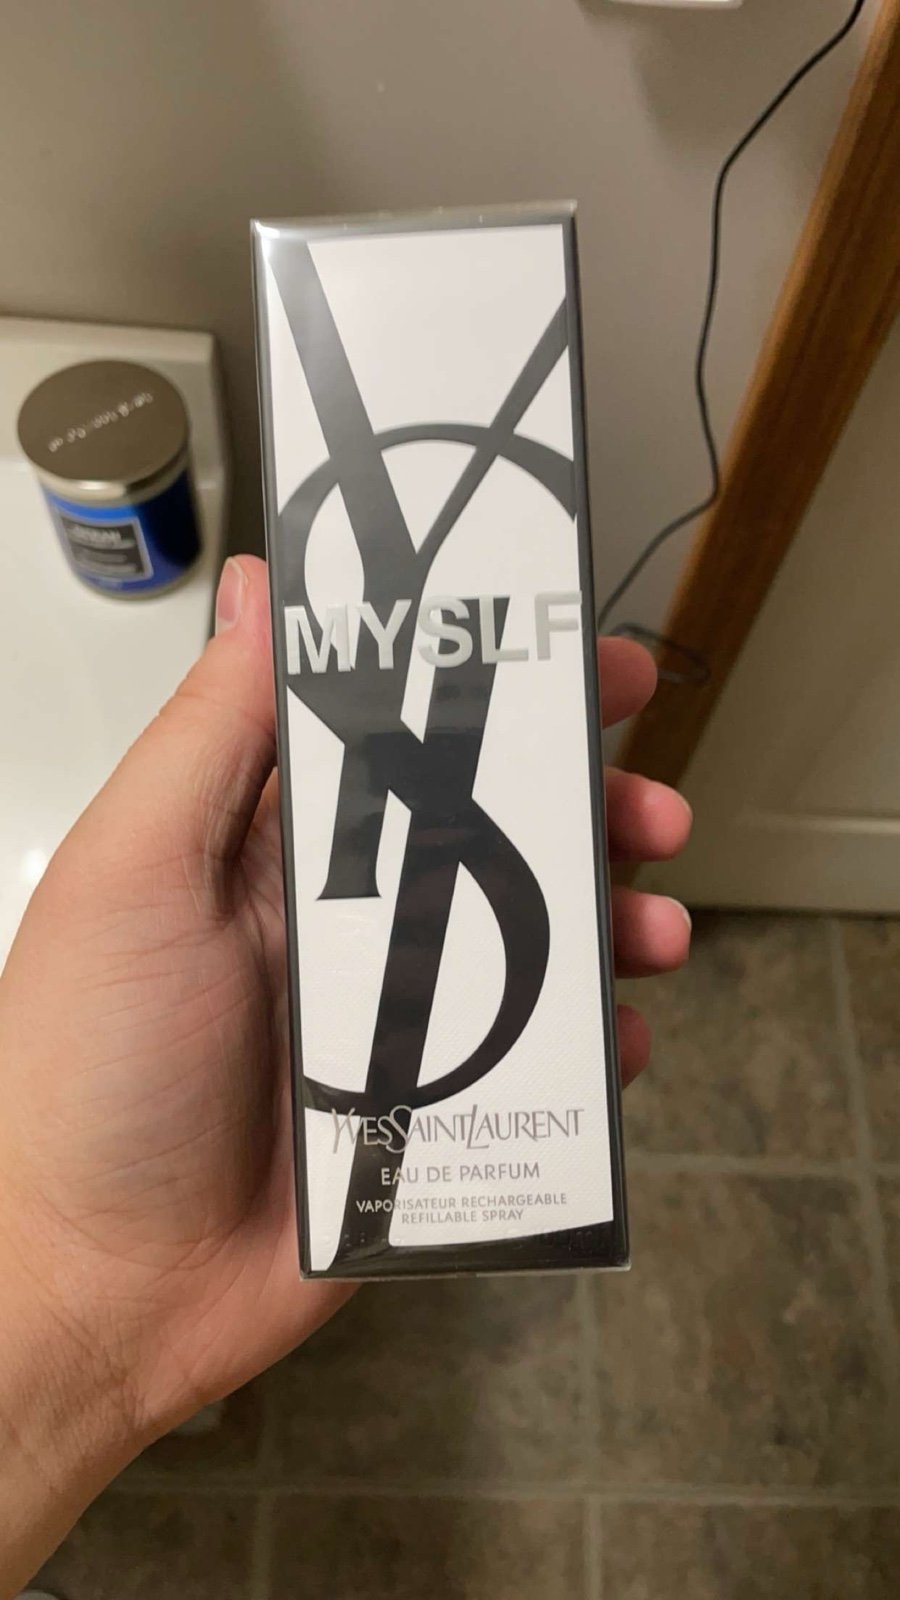 MYSLF
YVESSAINTLAURENT
EAU DE PARFUM
VAPORISATEUR RECHARGEABLE
REFILLABLE SPRAY